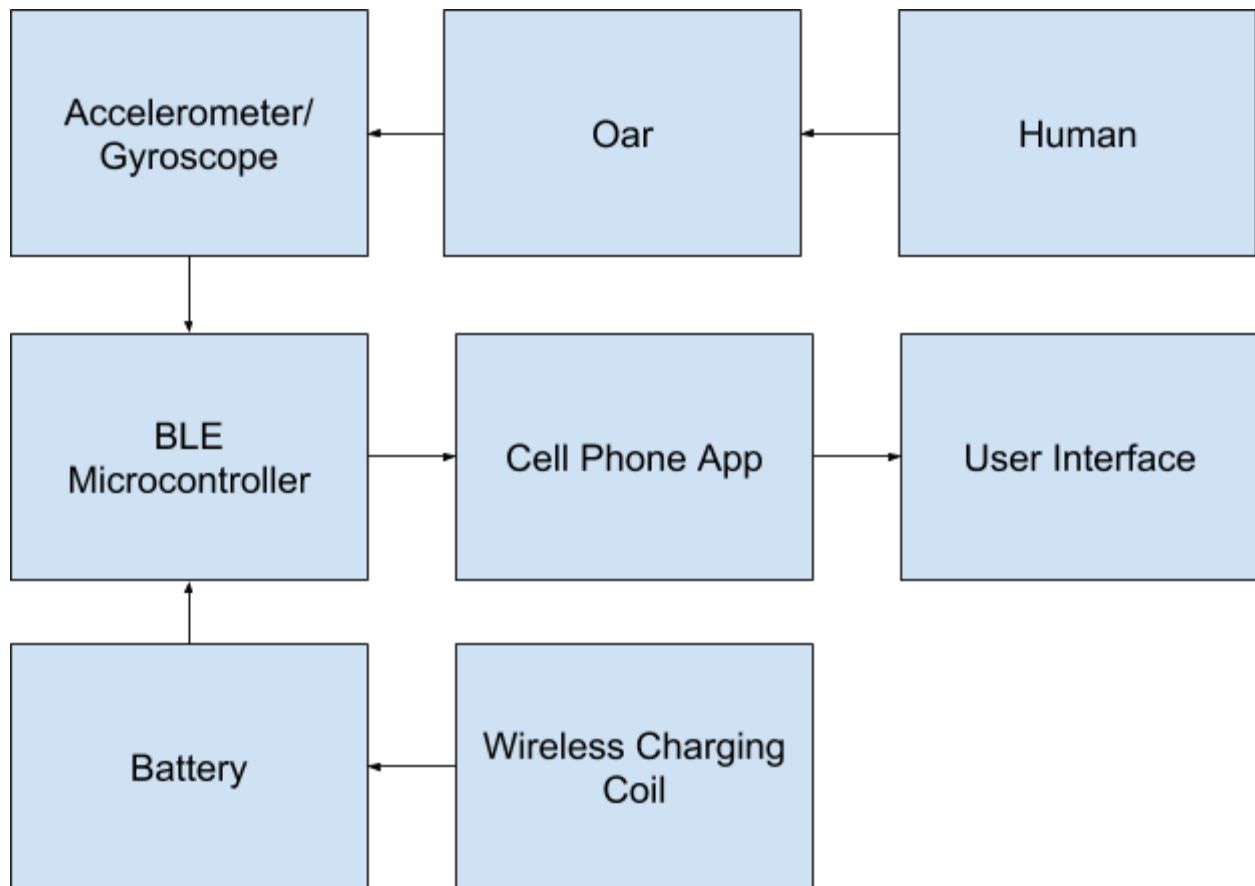 Accelerometer/
Gyroscope
Oar
Human
BLE
Microcontroller
Cell Phone App
User Interface
Battery
Wireless Charging
Coil